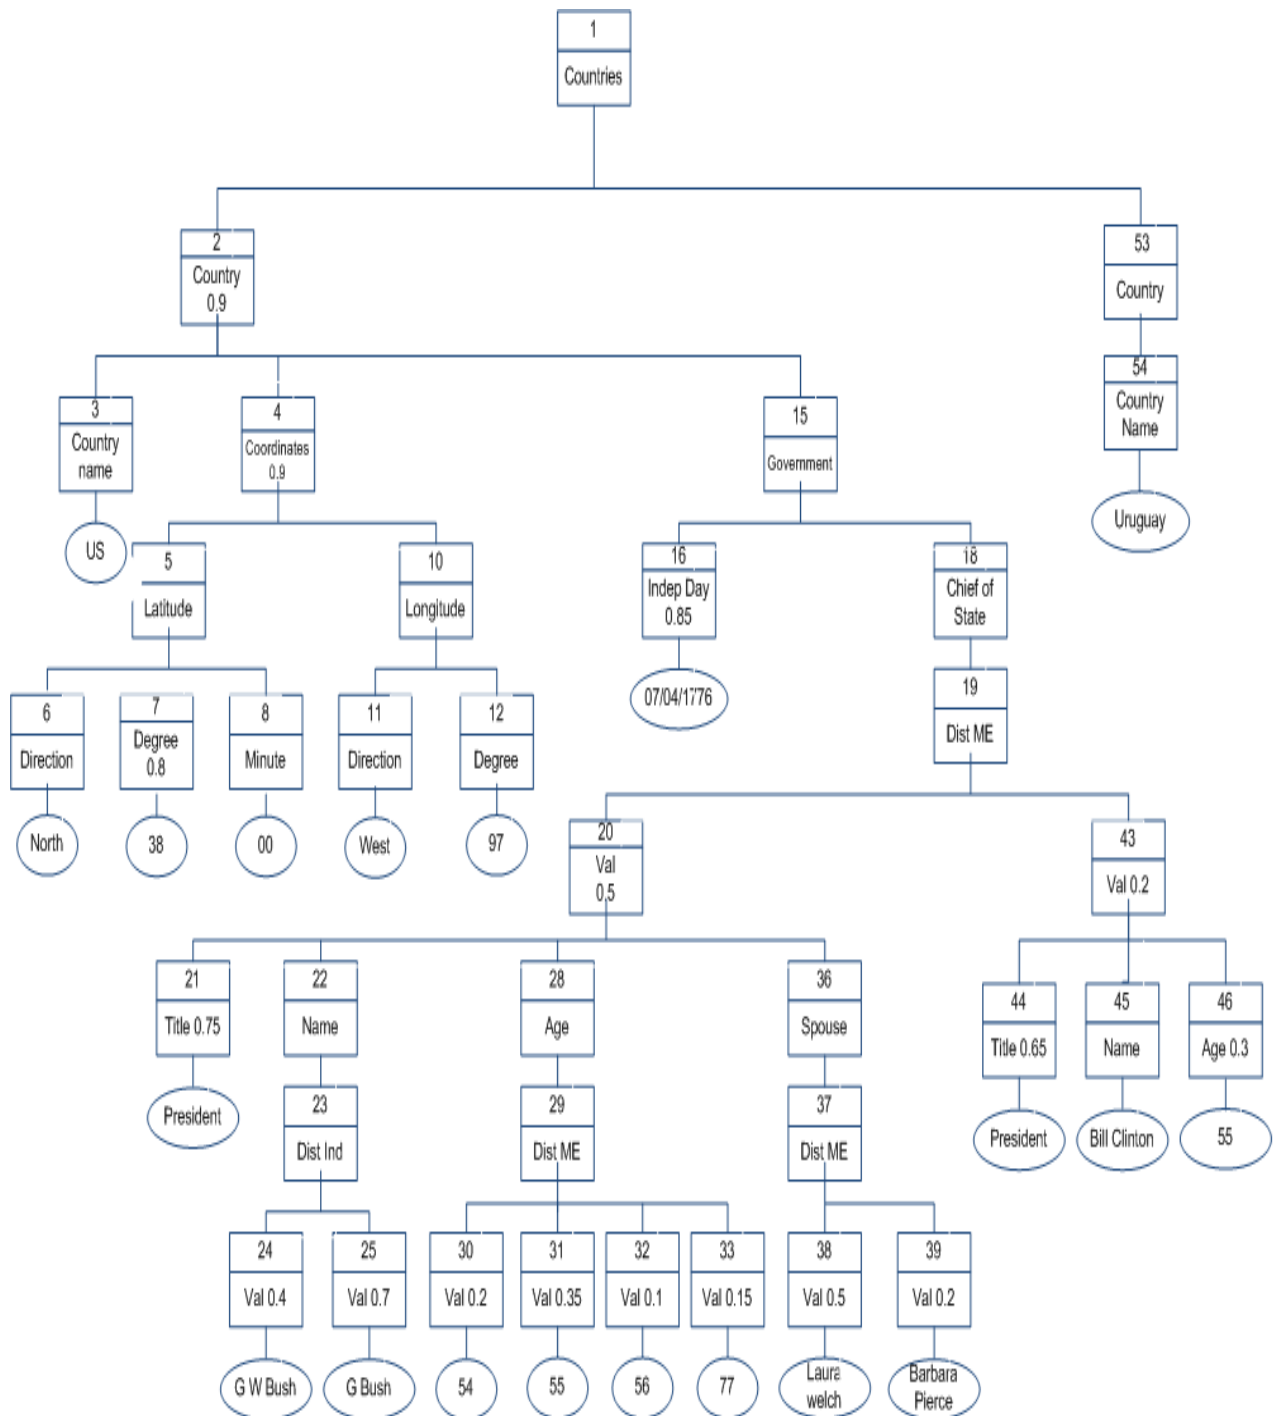 1
Countries
2
Country
0.9
53
Country
3
Country
name
4
Coordinates
0.9
15
Government
54
Country
Name
US
Uruguay
5
Latitude
10
Longitude
16
Indep Day
0.85
18
Chief of
State
6
Direction
7
Degree
0.8
8
Minute
11
Direction
12
Degree
07/04/1776
19
Dist ME
North
38
00
West
97
20
Val
0.5
43
Val 0.2
21
Title 0.75
22
Name
28
Age
36
Spouse
44
Title 0.65
45
Name
46
Age 0.3
President
23
Dist Ind
29
Dist ME
37
Dist ME
President
Bill Clinton
55
24
Val 0.4
25
Val 0.7
30
Val 0.2
31
Val 0.35
32
Val 0.1
33
Val 0.15
38
Val 0.5
39
Val 0.2
G W Bush
G Bush
54
55
56
77
Laura
welch
Barbara
Pierce